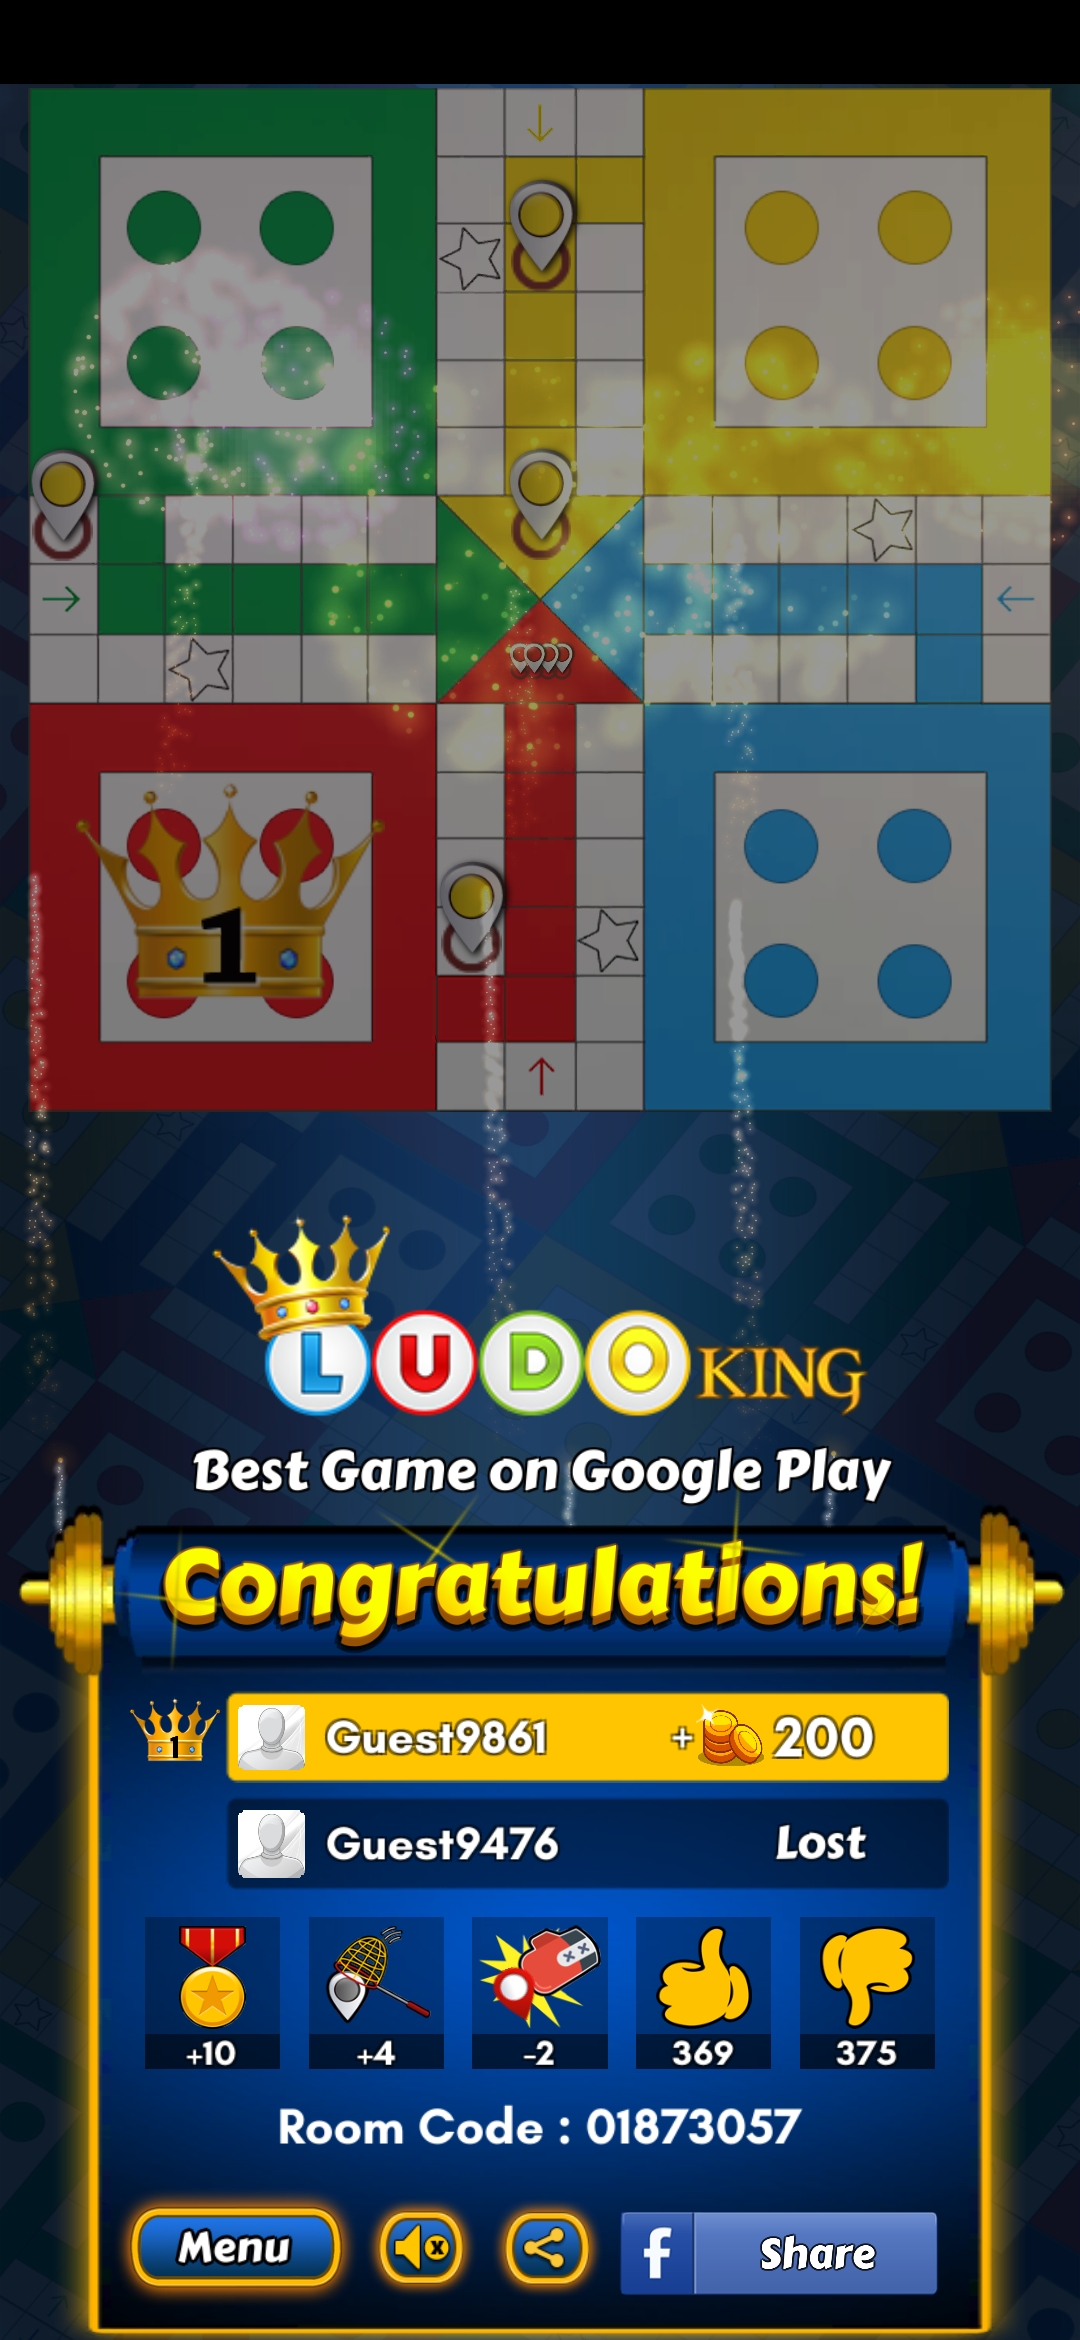 1
LUDO KING
Best Game on Google Play
Congratulations!
1 Guest9861 + 200
Guest9476 Lost
+10 +4 -2 369 375
Room Code : 01873057
Menu x f Share